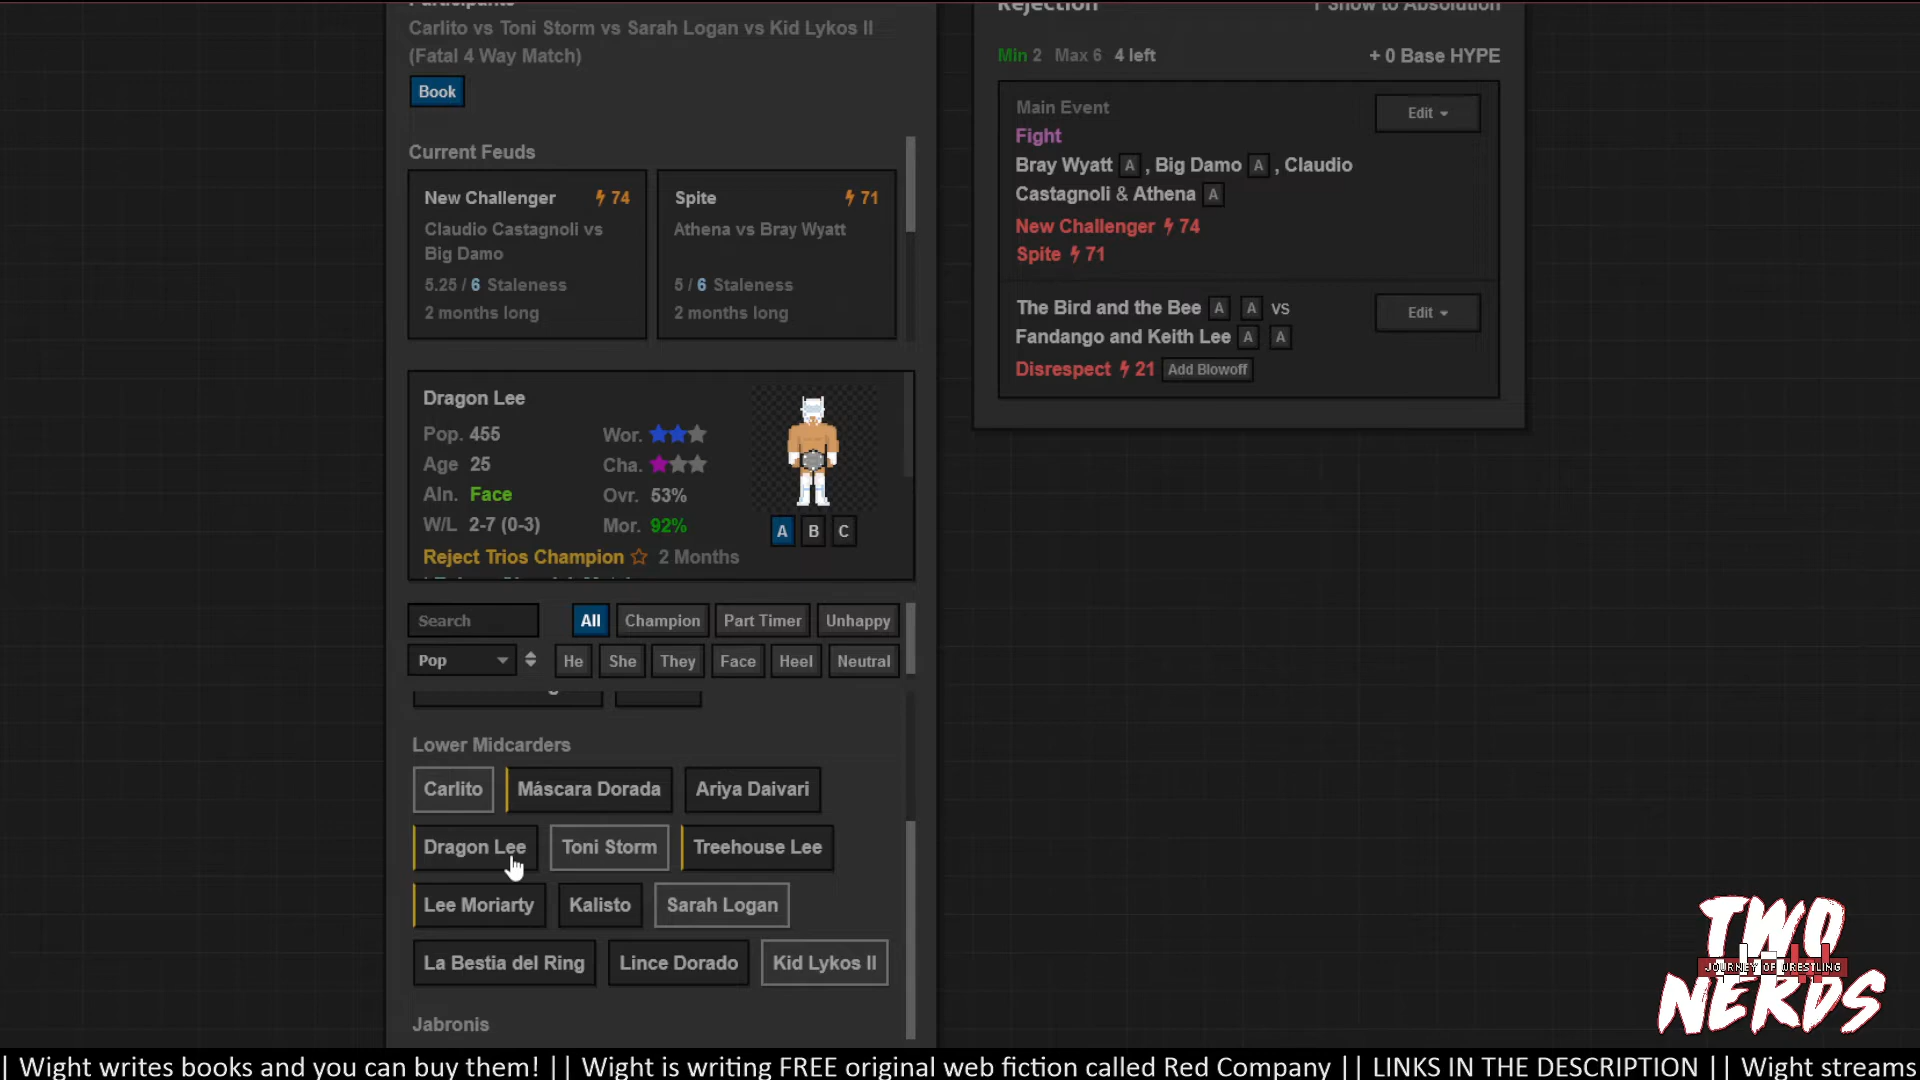 Participants
Carlito vs Toni Storm vs Sarah Logan vs Kid Lykos II
(Fatal 4 Way Match)
Book
Current Feuds
New Challenger 74
Claudio Castagnoli vs
Big Damo
5.25 / 6 Staleness
2 months long
Spite 71
Athena vs Bray Wyatt
5 / 6 Staleness
2 months long
Dragon Lee
Pop. 455
Age 25
Aln. Face
W/L 2-7 (0-3)
Wor.
Cha.
Ovr. 53%
Mor. 92%
A B C
Reject Trios Champion 2 Months
Search
All Champion Part Timer Unhappy
Pop
He She They Face Heel Neutral
Lower Midcarders
Carlito Máscara Dorada Ariya Daivari
Dragon Lee Toni Storm Treehouse Lee
Lee Moriarty Kalisto Sarah Logan
La Bestia del Ring Lince Dorado Kid Lykos II
Jabronis
Rejection 1 Show to Absolution
Min 2 Max 6 4 left + 0 Base HYPE
Main Event
Edit
Fight
Bray Wyatt A , Big Damo A , Claudio
Castagnoli & Athena A
New Challenger 74
Spite 71
The Bird and the Bee A A vs
Edit
Fandango and Keith Lee A A
Disrespect 21 Add Blowoff
TWO
JOURNEY OF WRESTLING
NERDS
| Wight writes books and you can buy them! || Wight is writing FREE original web fiction called Red Company || LINKS IN THE DESCRIPTION || Wight streams